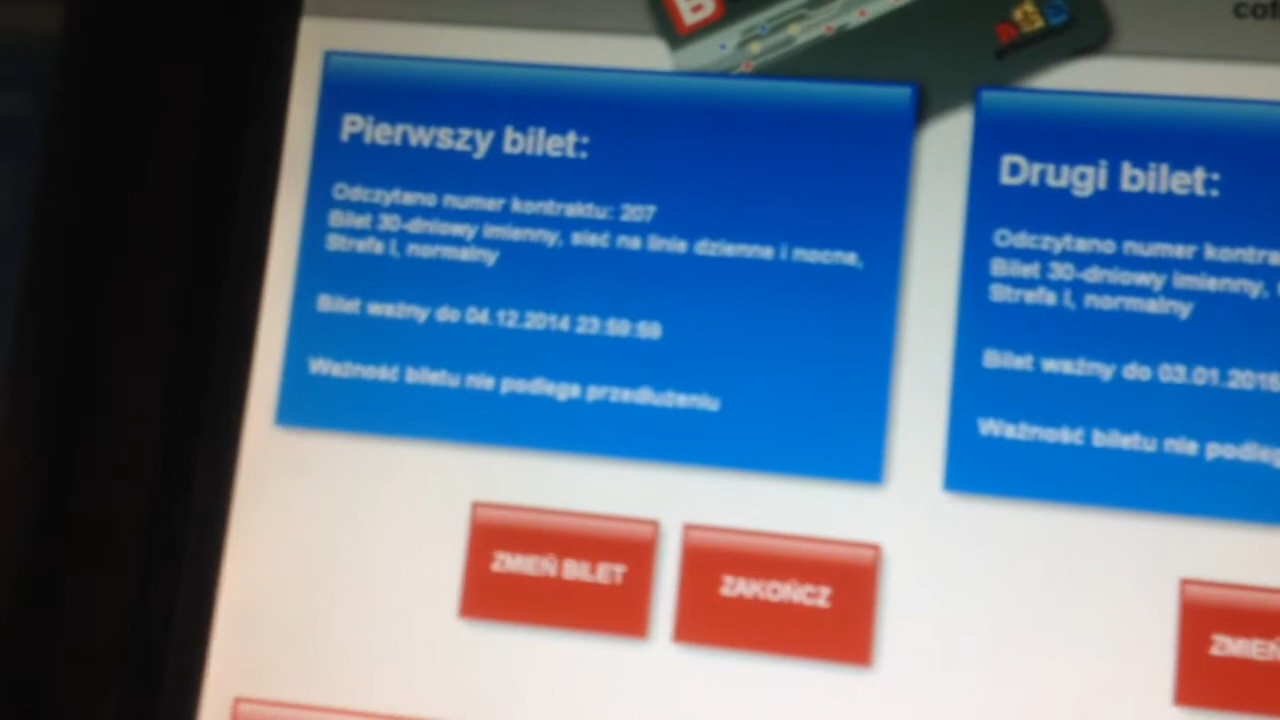 Pierwszy bilet:
Odczytano numer kontraktu: 207
Bilet 30-dniowy imienny, sieć na linie dzienne i nocne,
Strefa I, normalny
Bilet ważny do 04.12.2014 23:59:59
Ważność biletu nie podlega przedłużeniu
ZMIEŃ BILET
ZAKOŃCZ
Drugi bilet:
Odczytano numer
Bilet 30-dniowy imienny,
Strefa I, normalny
Bilet ważny do 03.01.2015
Ważność biletu nie
ZMIEŃ